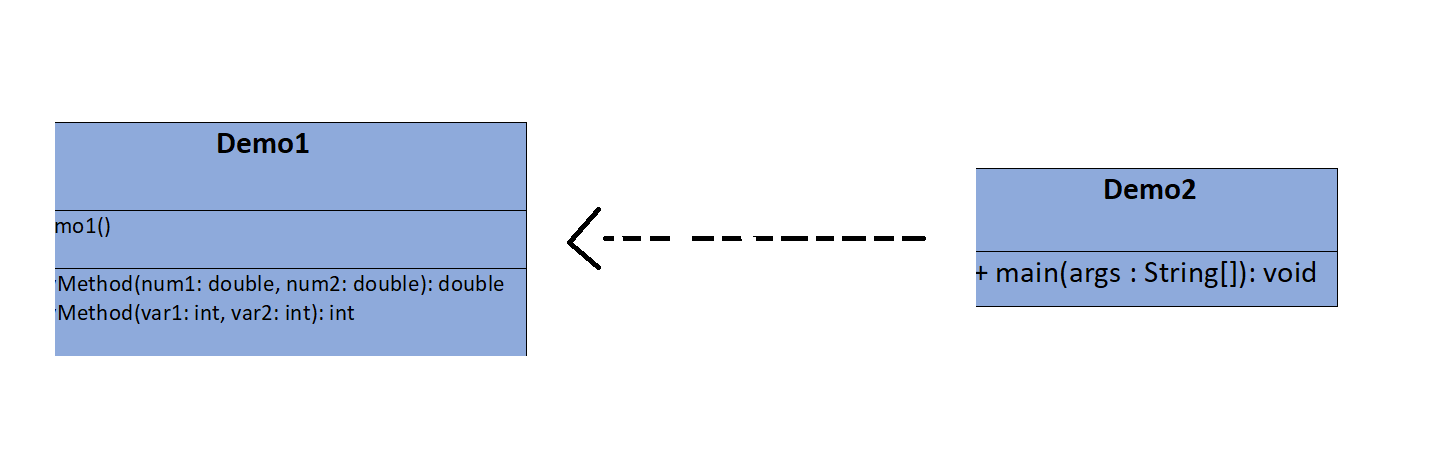 Demo1
mo1()
Method(num1: double, num2: double): double
Method(var1: int, var2: int): int
Demo2
+ main(args : String[]): void